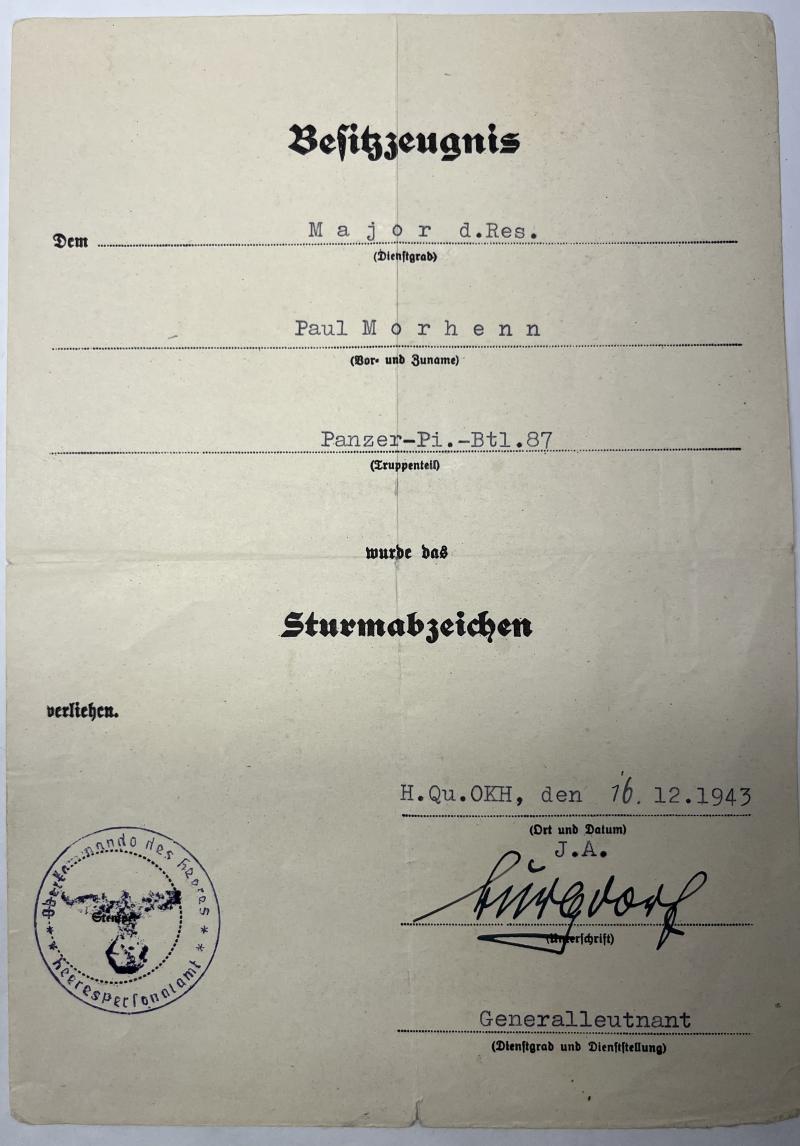 Besitzzeugnis
Dem Major d.Res.
(Dienstgrad)
Paul Morhenn
(Vor- und Zuname)
Panzer-Pi.-Btl.87
(Truppenteil)
wurde das
Sturmabzeichen
verliehen.
H.Qu.OKH, den 16. 12.1943
(Ort und Datum)
J.A.
Burgdorf
(Unterschrift)
Generalleutnant
(Dienstgrad und Dienststellung)
Oberkommando des Heeres
Stempel
* Heerespersonalamt *